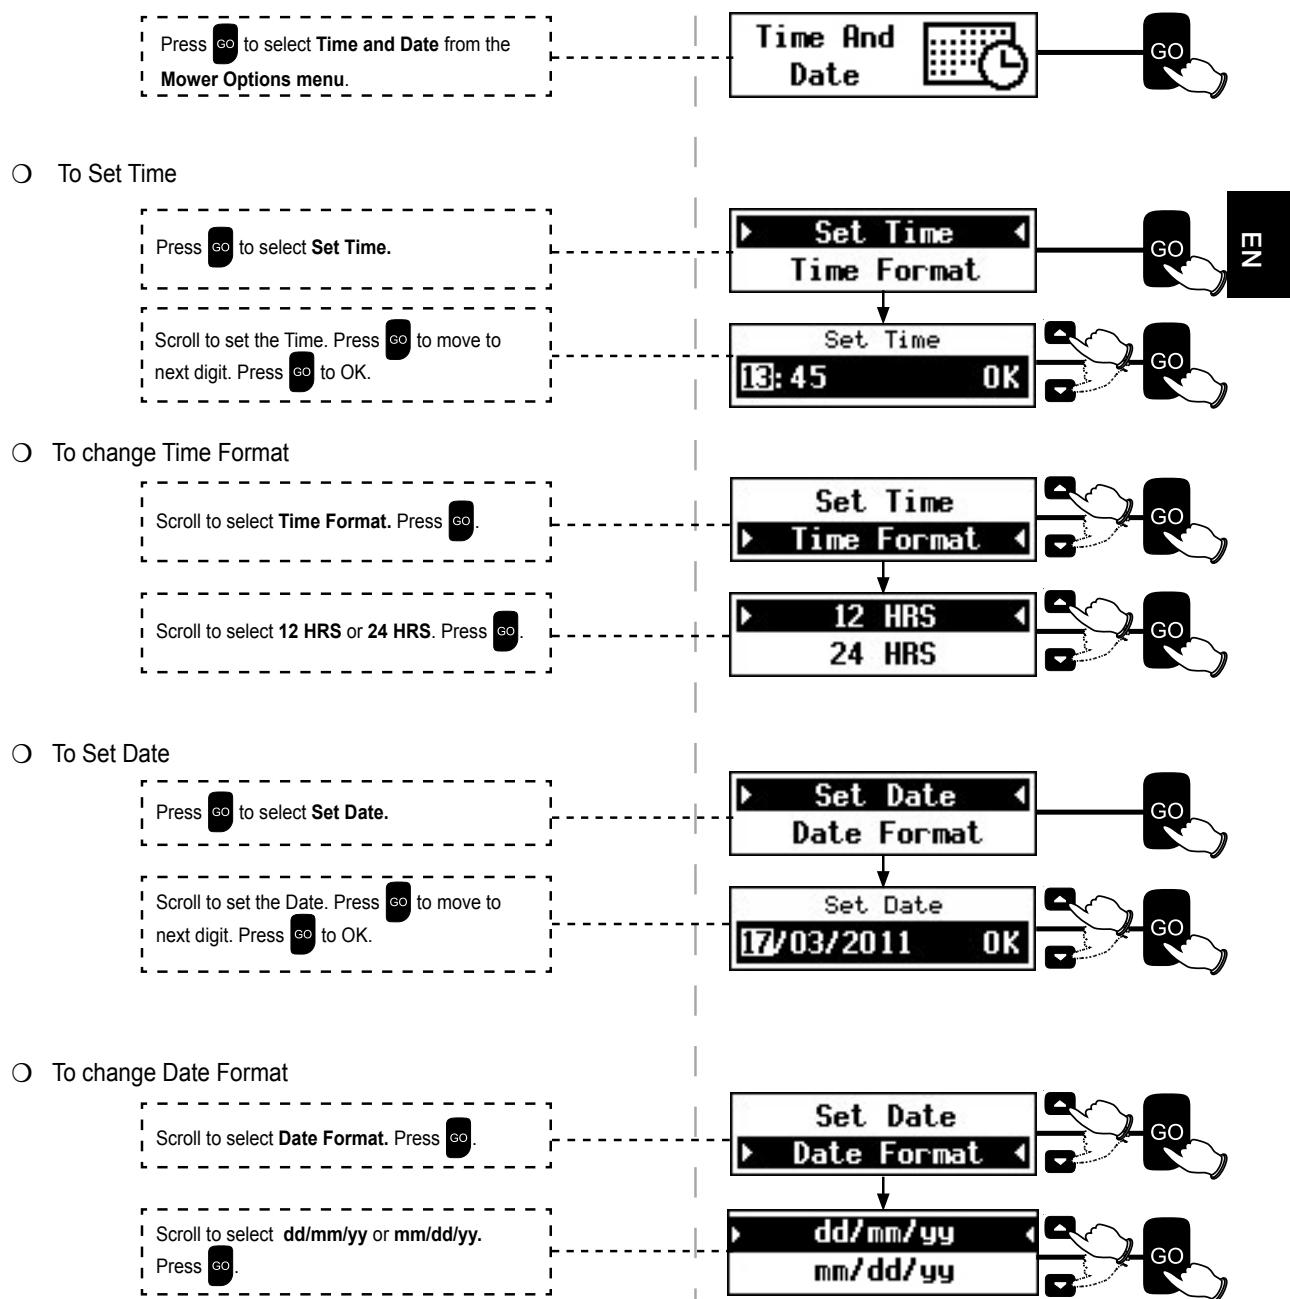 Press GO to select Time and Date from the
Mower Options menu.
Time And
Date
GO
To Set Time
Press GO to select Set Time.
Set Time
Time Format
GO
EN
Scroll to set the Time. Press GO to move to
next digit. Press GO to OK.
Set Time
13:45 OK
GO
To change Time Format
Scroll to select Time Format. Press GO.
Set Time
Time Format
GO
Scroll to select 12 HRS or 24 HRS. Press GO.
12 HRS
24 HRS
GO
To Set Date
Press GO to select Set Date.
Set Date
Date Format
GO
Scroll to set the Date. Press GO to move to
next digit. Press GO to OK.
Set Date
17/03/2011 OK
GO
To change Date Format
Scroll to select Date Format. Press GO.
Set Date
Date Format
GO
Scroll to select dd/mm/yy or mm/dd/yy.
Press GO.
dd/mm/yy
mm/dd/yy
GO